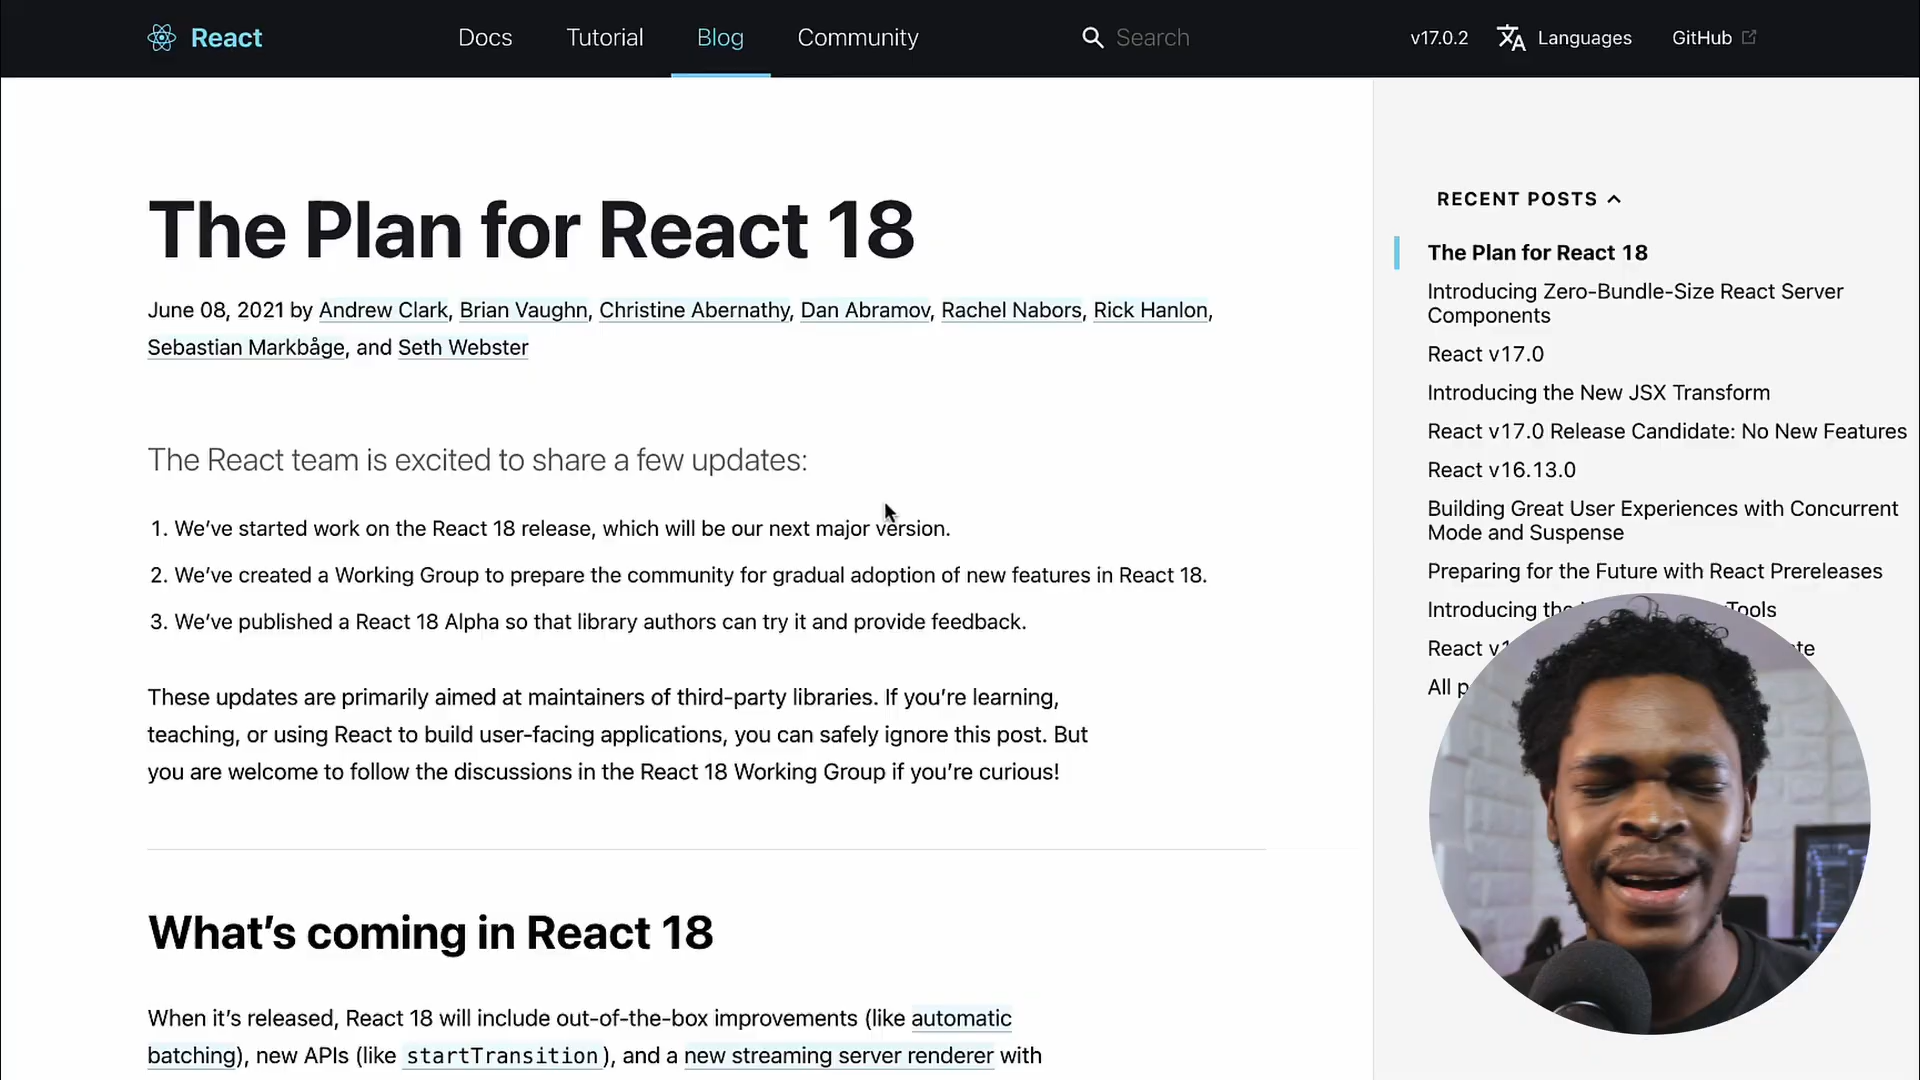 React
Docs
Tutorial
Blog
Community
Search
v17.0.2
Languages
GitHub
The Plan for React 18
June 08, 2021 by Andrew Clark, Brian Vaughn, Christine Abernathy, Dan Abramov, Rachel Nabors, Rick Hanlon,
Sebastian Markbåge, and Seth Webster
The React team is excited to share a few updates:
1. We’ve started work on the React 18 release, which will be our next major version.
2. We’ve created a Working Group to prepare the community for gradual adoption of new features in React 18.
3. We’ve published a React 18 Alpha so that library authors can try it and provide feedback.
These updates are primarily aimed at maintainers of third-party libraries. If you’re learning,
teaching, or using React to build user-facing applications, you can safely ignore this post. But
you are welcome to follow the discussions in the React 18 Working Group if you’re curious!
What’s coming in React 18
When it’s released, React 18 will include out-of-the-box improvements (like automatic
batching), new APIs (like startTransition), and a new streaming server renderer with
RECENT POSTS
The Plan for React 18
Introducing Zero-Bundle-Size React Server
Components
React v17.0
Introducing the New JSX Transform
React v17.0 Release Candidate: No New Features
React v16.13.0
Building Great User Experiences with Concurrent
Mode and Suspense
Preparing for the Future with React Prereleases
Introducing Tools
React
All